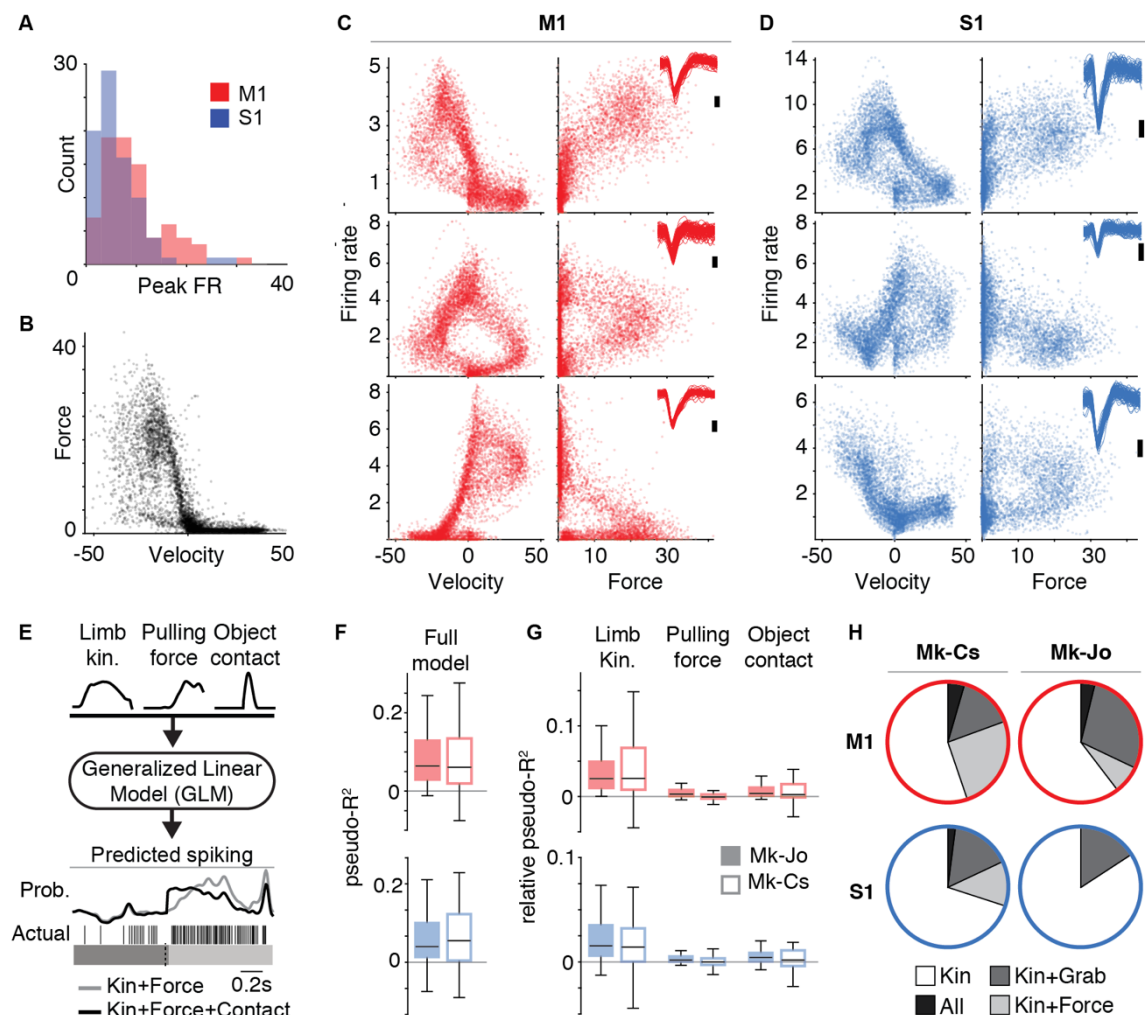 A
30
M1
S1
Count
0
Peak FR
40
B
40
Force
0
-50
Velocity
50
C
M1
5
3
1
8
6
4
2
8
6
4
2
Firing rate
-50
0
50
Velocity
10
30
Force
D
S1
14
10
6
2
8
6
4
2
6
4
2
Firing rate
-50
0
50
Velocity
10
30
Force
E
Limb kin.
Pulling force
Object contact
Generalized Linear
Model (GLM)
Predicted spiking
Prob.
Actual
Kin+Force
0.2s
Kin+Force+Contact
F
Full
model
pseudo-R²
0.2
0
0.2
0
G
Limb Kin.
Pulling force
Object contact
relative pseudo-R²
0.1
0
0.1
0
Mk-Jo
Mk-Cs
H
Mk-Cs
Mk-Jo
M1
S1
Kin
Kin+Grab
All
Kin+Force